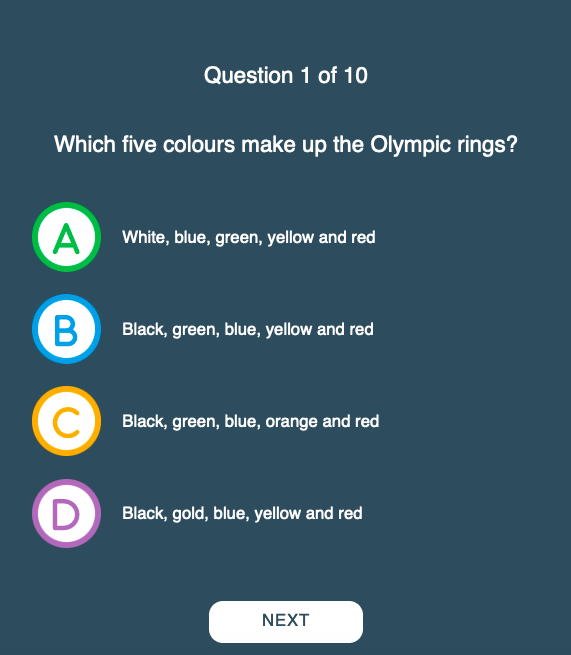 Question 1 of 10
Which five colours make up the Olympic rings?
A White, blue, green, yellow and red
B Black, green, blue, yellow and red
C Black, green, blue, orange and red
D Black, gold, blue, yellow and red
NEXT